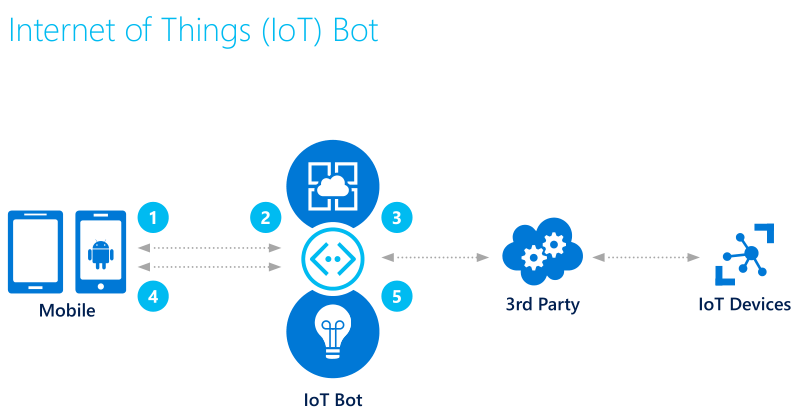 Internet of Things (IoT) Bot
1
2
3
4
5
Mobile
3rd Party
IoT Devices
IoT Bot